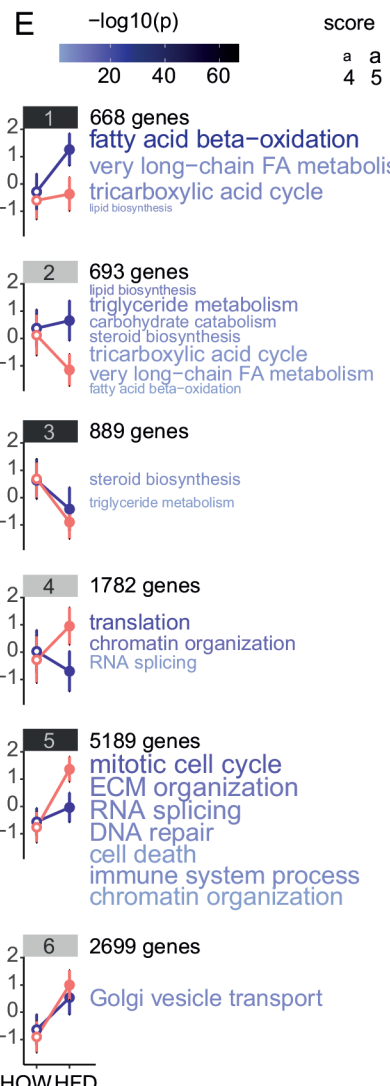 E
−log10(p)
score
20 40 60
a a
4 5
1 668 genes
2
1
0
−1
fatty acid beta−oxidation
very long−chain FA metabolis
tricarboxylic acid cycle
lipid biosynthesis
2 693 genes
2
1
0
−1
lipid biosynthesis
triglyceride metabolism
carbohydrate catabolism
steroid biosynthesis
tricarboxylic acid cycle
very long−chain FA metabolism
fatty acid beta−oxidation
3 889 genes
2
1
0
−1
steroid biosynthesis
triglyceride metabolism
4 1782 genes
2
1
0
−1
translation
chromatin organization
RNA splicing
5 5189 genes
2
1
0
−1
mitotic cell cycle
ECM organization
RNA splicing
DNA repair
cell death
immune system process
chromatin organization
6 2699 genes
2
1
0
−1
Golgi vesicle transport
HOW HFD